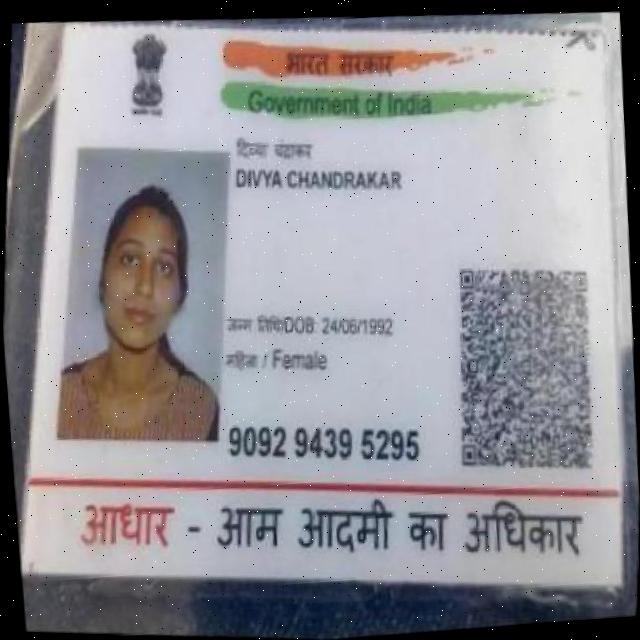 भारत सरकार
Government of India
दिव्या चंद्राकर
DIVYA CHANDRAKAR
जन्म तिथि/DOB: 24/06/1992
महिला / Female
9092 9439 5295
आधार - आम आदमी का अधिकार